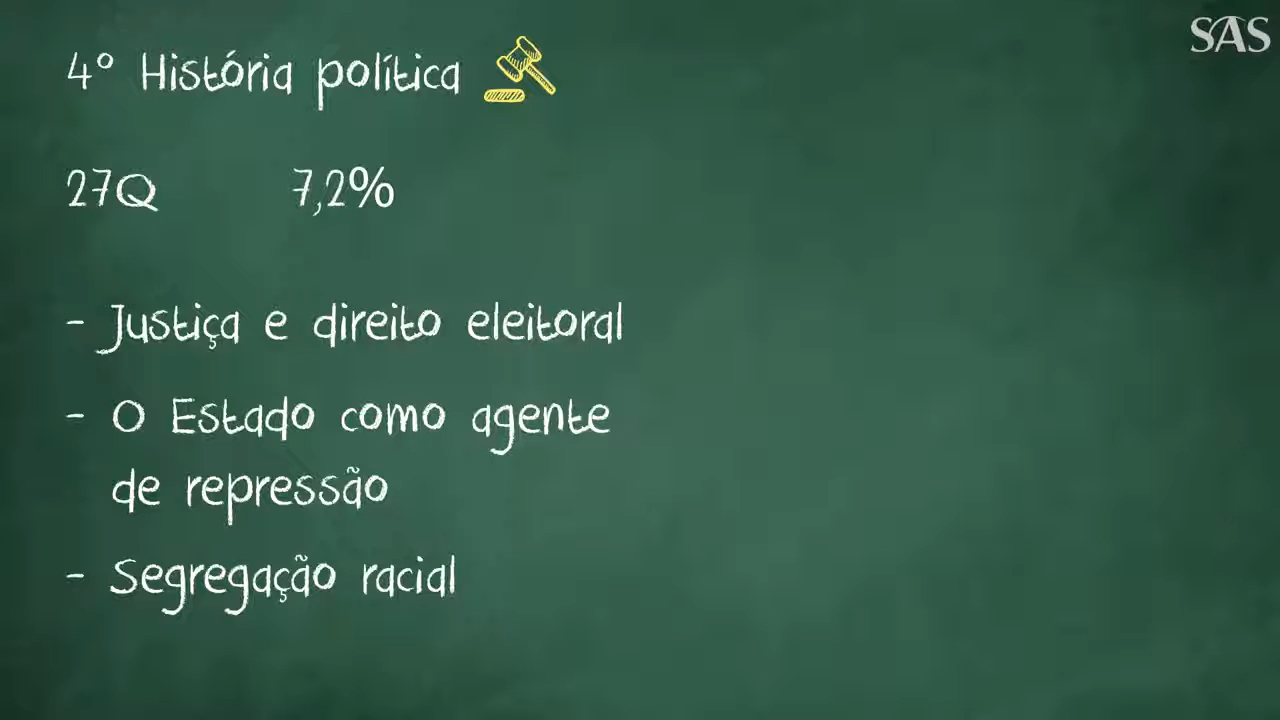 SAS
4º História política
27Q 7,2%
- Justiça e direito eleitoral
- O Estado como agente
de repressão
- Segregação racial